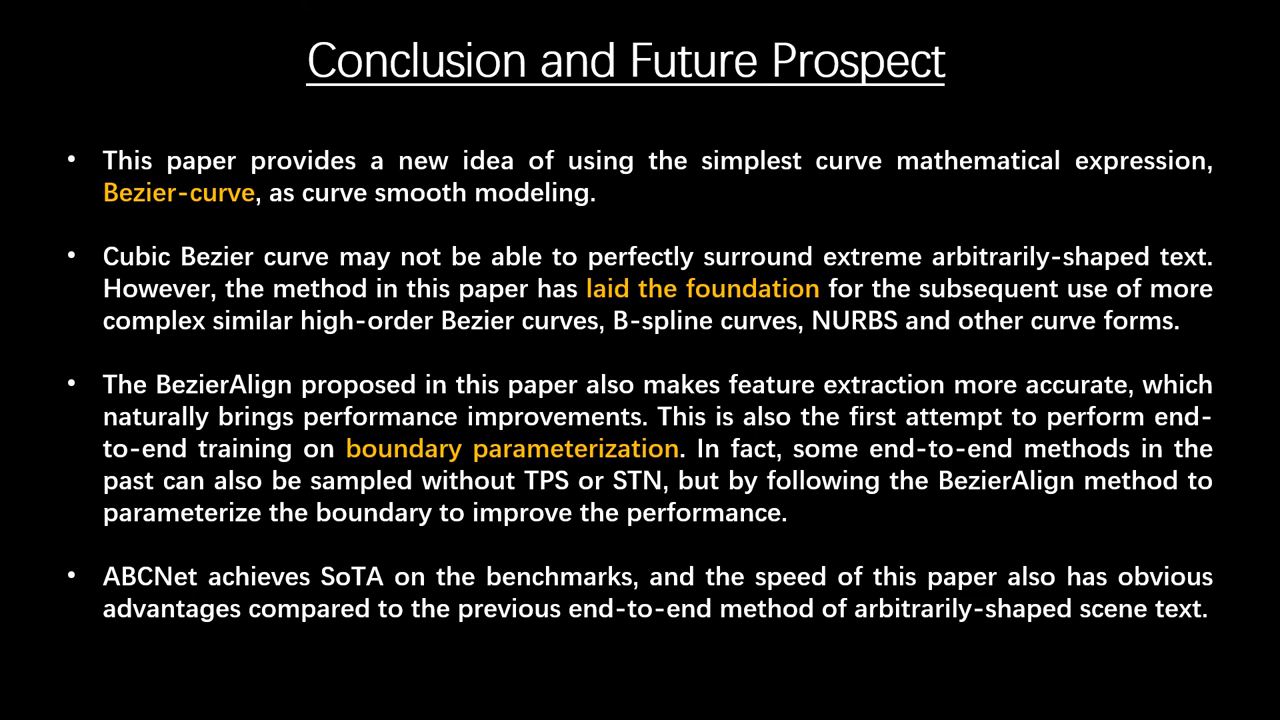 Conclusion and Future Prospect
• This paper provides a new idea of using the simplest curve mathematical expression,
Bezier-curve, as curve smooth modeling.
• Cubic Bezier curve may not be able to perfectly surround extreme arbitrarily-shaped text.
However, the method in this paper has laid the foundation for the subsequent use of more
complex similar high-order Bezier curves, B-spline curves, NURBS and other curve forms.
• The BezierAlign proposed in this paper also makes feature extraction more accurate, which
naturally brings performance improvements. This is also the first attempt to perform end-
to-end training on boundary parameterization. In fact, some end-to-end methods in the
past can also be sampled without TPS or STN, but by following the BezierAlign method to
parameterize the boundary to improve the performance.
• ABCNet achieves SoTA on the benchmarks, and the speed of this paper also has obvious
advantages compared to the previous end-to-end method of arbitrarily-shaped scene text.